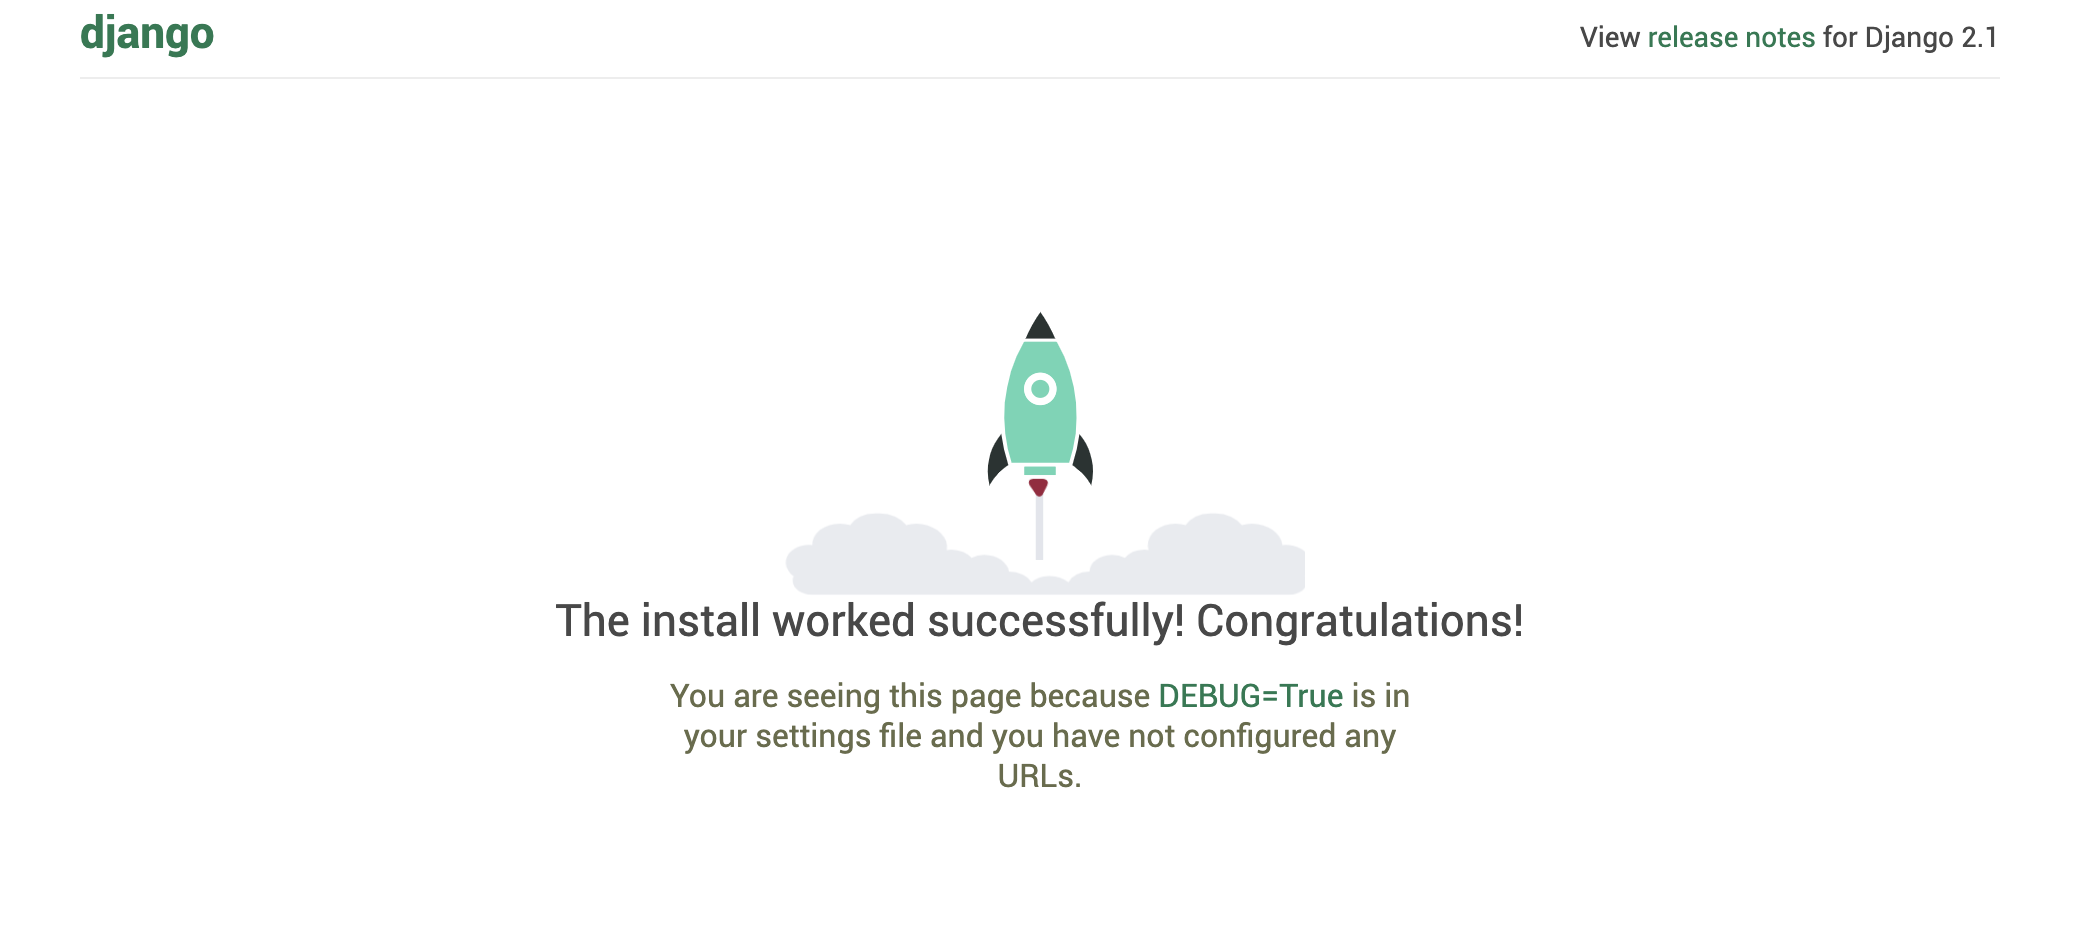 django
View release notes for Django 2.1
The install worked successfully! Congratulations!
You are seeing this page because DEBUG=True is in
your settings file and you have not configured any
URLs.